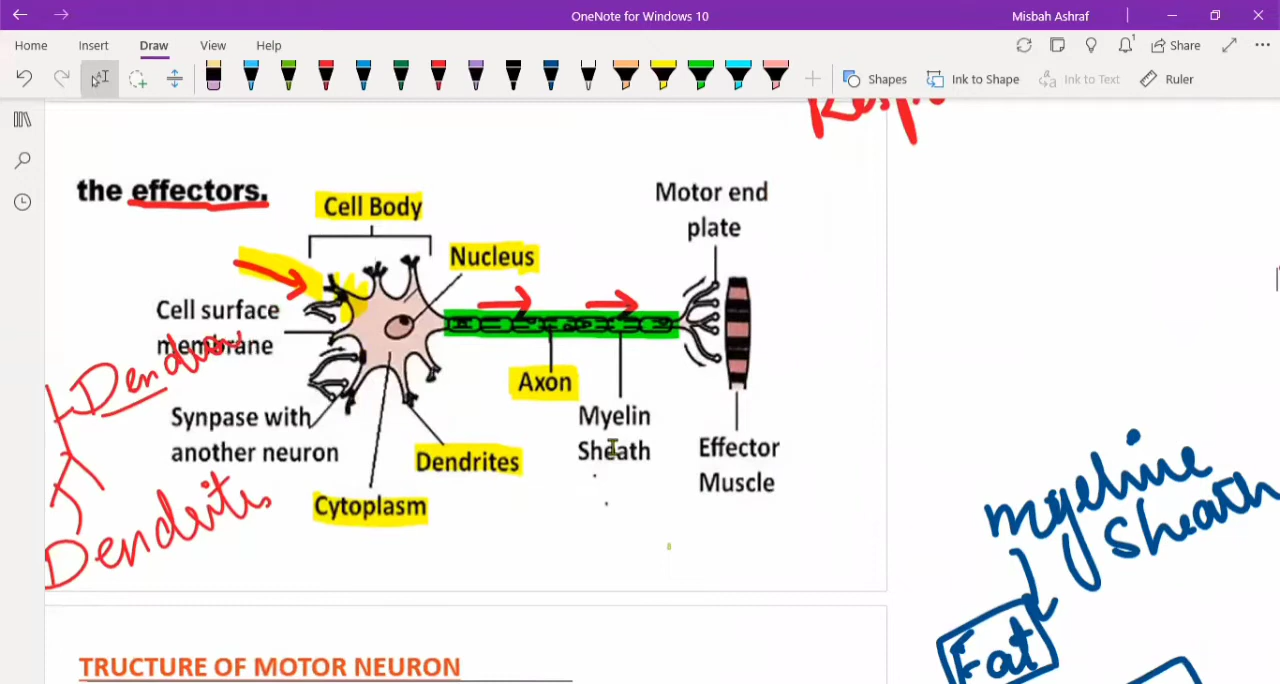 OneNote for Windows 10
Misbah Ashraf
Home Insert Draw View Help
Share
Shapes Ink to Shape Ink to Text Ruler
the effectors.
Cell Body
Motor end
plate
Nucleus
Cell surface
membrane
Axon
Myelin
Sheath
Synpase with
another neuron
Dendrites
Cytoplasm
Effector
Muscle
Dendron
Dendrites
myeline
Sheath
Fat
TRUCTURE OF MOTOR NEURON